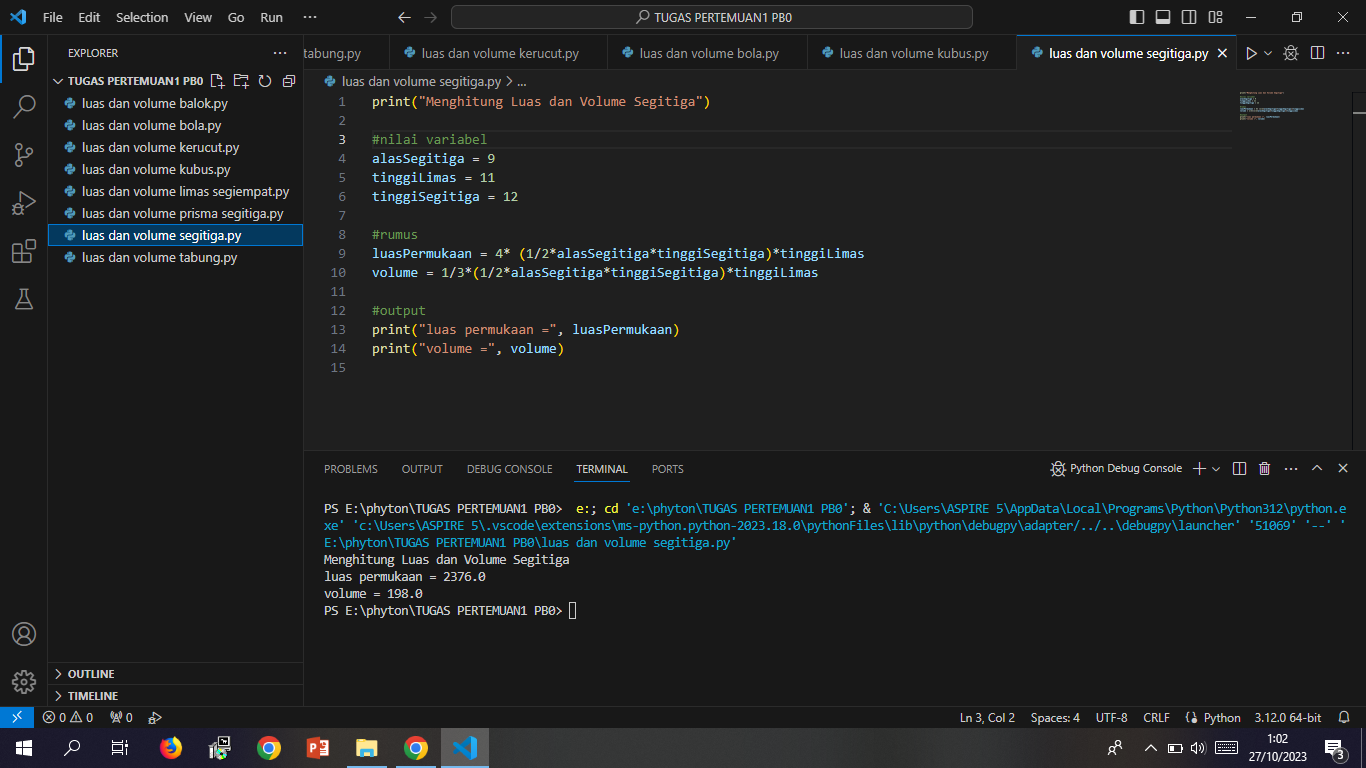 File Edit Selection View Go Run ···
TUGAS PERTEMUAN1 PB0
EXPLORER ···
TUGAS PERTEMUAN1 PB0
luas dan volume balok.py
luas dan volume bola.py
luas dan volume kerucut.py
luas dan volume kubus.py
luas dan volume limas segiempat.py
luas dan volume prisma segitiga.py
luas dan volume segitiga.py
luas dan volume tabung.py
OUTLINE
TIMELINE
tabung.py luas dan volume kerucut.py luas dan volume bola.py luas dan volume kubus.py luas dan volume segitiga.py
luas dan volume segitiga.py > ...
1 print("Menghitung Luas dan Volume Segitiga")
2
3 #nilai variabel
4 alasSegitiga = 9
5 tinggiLimas = 11
6 tinggiSegitiga = 12
7
8 #rumus
9 luasPermukaan = 4* (1/2*alasSegitiga*tinggiSegitiga)*tinggiLimas
10 volume = 1/3*(1/2*alasSegitiga*tinggiSegitiga)*tinggiLimas
11
12 #output
13 print("luas permukaan =", luasPermukaan)
14 print("volume =", volume)
15
PROBLEMS OUTPUT DEBUG CONSOLE TERMINAL PORTS
Python Debug Console
PS E:\phyton\TUGAS PERTEMUAN1 PB0>  e:; cd 'e:\phyton\TUGAS PERTEMUAN1 PB0'; & 'C:\Users\ASPIRE 5\AppData\Local\Programs\Python\Python312\python.e
xe' 'c:\Users\ASPIRE 5\.vscode\extensions\ms-python.python-2023.18.0\pythonFiles\lib\python\debugpy\adapter/../..\debugpy\launcher' '51069' '--' '
E:\phyton\TUGAS PERTEMUAN1 PB0\luas dan volume segitiga.py'
Menghitung Luas dan Volume Segitiga
luas permukaan = 2376.0
volume = 198.0
PS E:\phyton\TUGAS PERTEMUAN1 PB0>
0 0 0 Ln 3, Col 2 Spaces: 4 UTF-8 CRLF Python 3.12.0 64-bit
1:02
27/10/2023
3